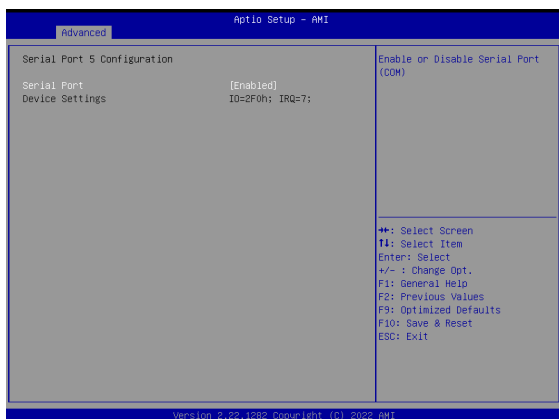 Aptio Setup – AMI
Advanced
Serial Port 5 Configuration
Serial Port [Enabled]
Device Settings IO=2F0h; IRQ=7;
Enable or Disable Serial Port
(COM)
→←: Select Screen
↑↓: Select Item
Enter: Select
+/- : Change Opt.
F1: General Help
F2: Previous Values
F9: Optimized Defaults
F10: Save & Reset
ESC: Exit
Version 2.22.1282 Copyright (C) 2022 AMI